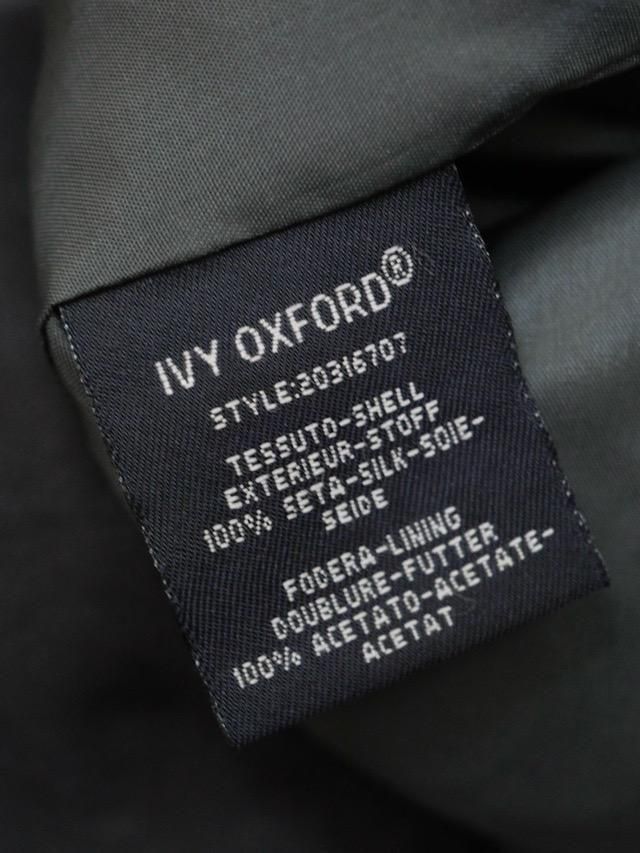 IVY OXFORD®
STYLE:20316707
TESSUTO-SHELL
EXTERIEUR-STOFF
100% SETA-SILK-SOIE-
SEIDE
FODERA-LINING
DOUBLURE-FUTTER
100% ACETATO-ACETATE-
ACETAT